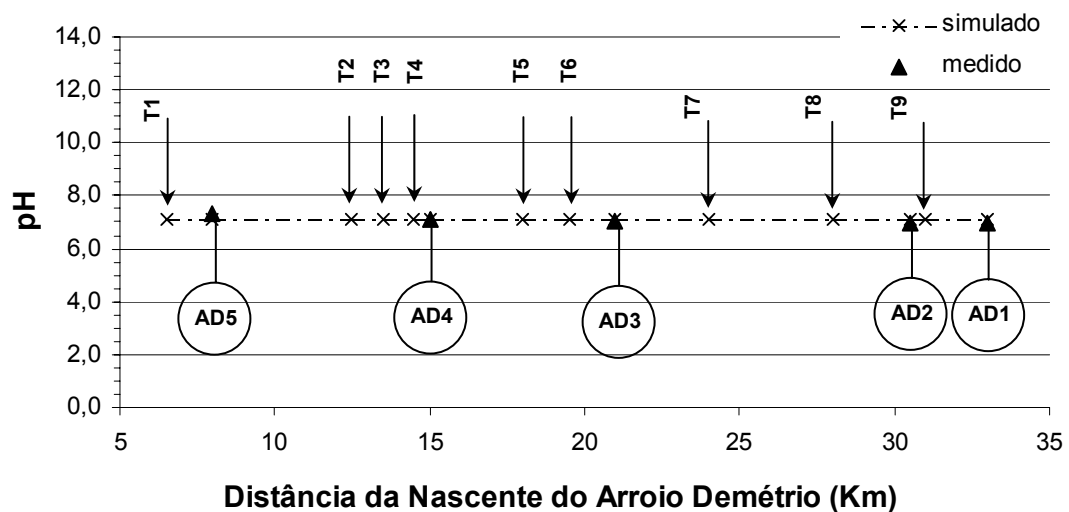 simulado
medido
14,0
12,0
10,0
8,0
6,0
4,0
2,0
0,0
pH
T1
T2
T3
T4
T5
T6
T7
T8
T9
AD5
AD4
AD3
AD2
AD1
5
10
15
20
25
30
35
Distância da Nascente do Arroio Demétrio (Km)